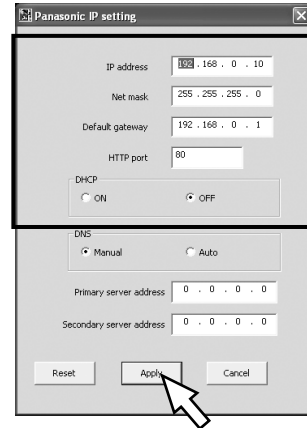 Panasonic IP setting
IP address 192 . 168 . 0 . 10
Net mask 255 . 255 . 255 . 0
Default gateway 192 . 168 . 0 . 1
HTTP port 80
DHCP
ON OFF
DNS
Manual Auto
Primary server address 0 . 0 . 0 . 0
Secondary server address 0 . 0 . 0 . 0
Reset Apply Cancel